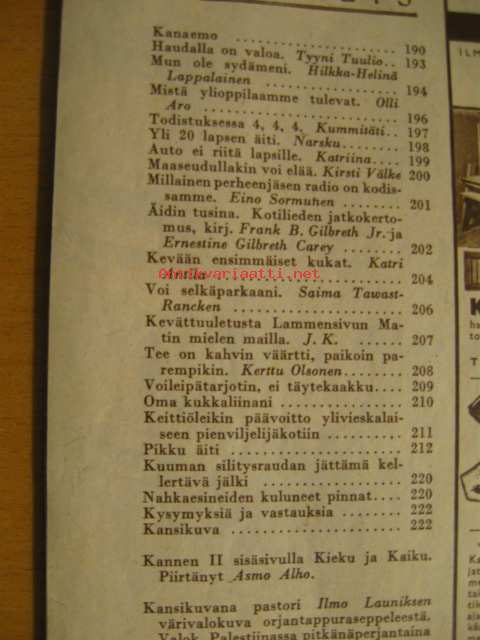 Kanaemo .................... 190
Haudalla on valoa. Tyyni Tuulio.. 193
Mun ole sydämeni. Hilkka-Helinä
Lappalainen .............. 194
Mistä ylioppilaamme tulevat. Olli
Aro .................... 196
Todistuksessa 4, 4, 4. Kummitäti.. 197
Yli 20 lapsen äiti. Narsku........ 198
Auto ei riitä lapsille. Katriina.... 199
Maaseudullakin voi elää. Kirsti Välke 200
Millainen perheenjäsen radio on kodis-
samme. Eino Sormunen ........ 201
Äidin tusina. Kotilieden jatkokerto-
mus, kirj. Frank B. Gilbreth Jr. ja
Ernestine Gilbreth Carey ........ 202
Kevään ensimmäiset kukat. Katri
Anttila .................... 204
antikvariaatti.net
Voi selkäparkaani. Saima Tawast-
Rancken .................... 206
Kevättuuletusta Lammensivun Ma-
tin mielen mailla. J. K. ...... 207
Tee on kahvin väärtti, paikoin pa-
rempikin. Kerttu Olsonen........ 208
Voileipätarjotin, ei täytekaakku.... 209
Oma kukkaliinani ................ 210
Keittiöleikin päävoitto ylivieskalai-
seen pienviljelijäkotiin .......... 211
Pikku äiti ...................... 212
Kuuman silitysraudan jättämä kel-
lertävä jälki .................. 220
Nahkaesineiden kuluneet pinnat.... 220
Kysymyksiä ja vastauksia ........ 222
Kansikuva ...................... 222
Kannen II sisäsivulla Kieku ja Kaiku.
Piirtänyt Asmo Alho.
Kansikuvana pastori Ilmo Launiksen
värivalokuva orjantappuraseppeleestä.
Valok. Palestiinassa pitkänäperjantaina